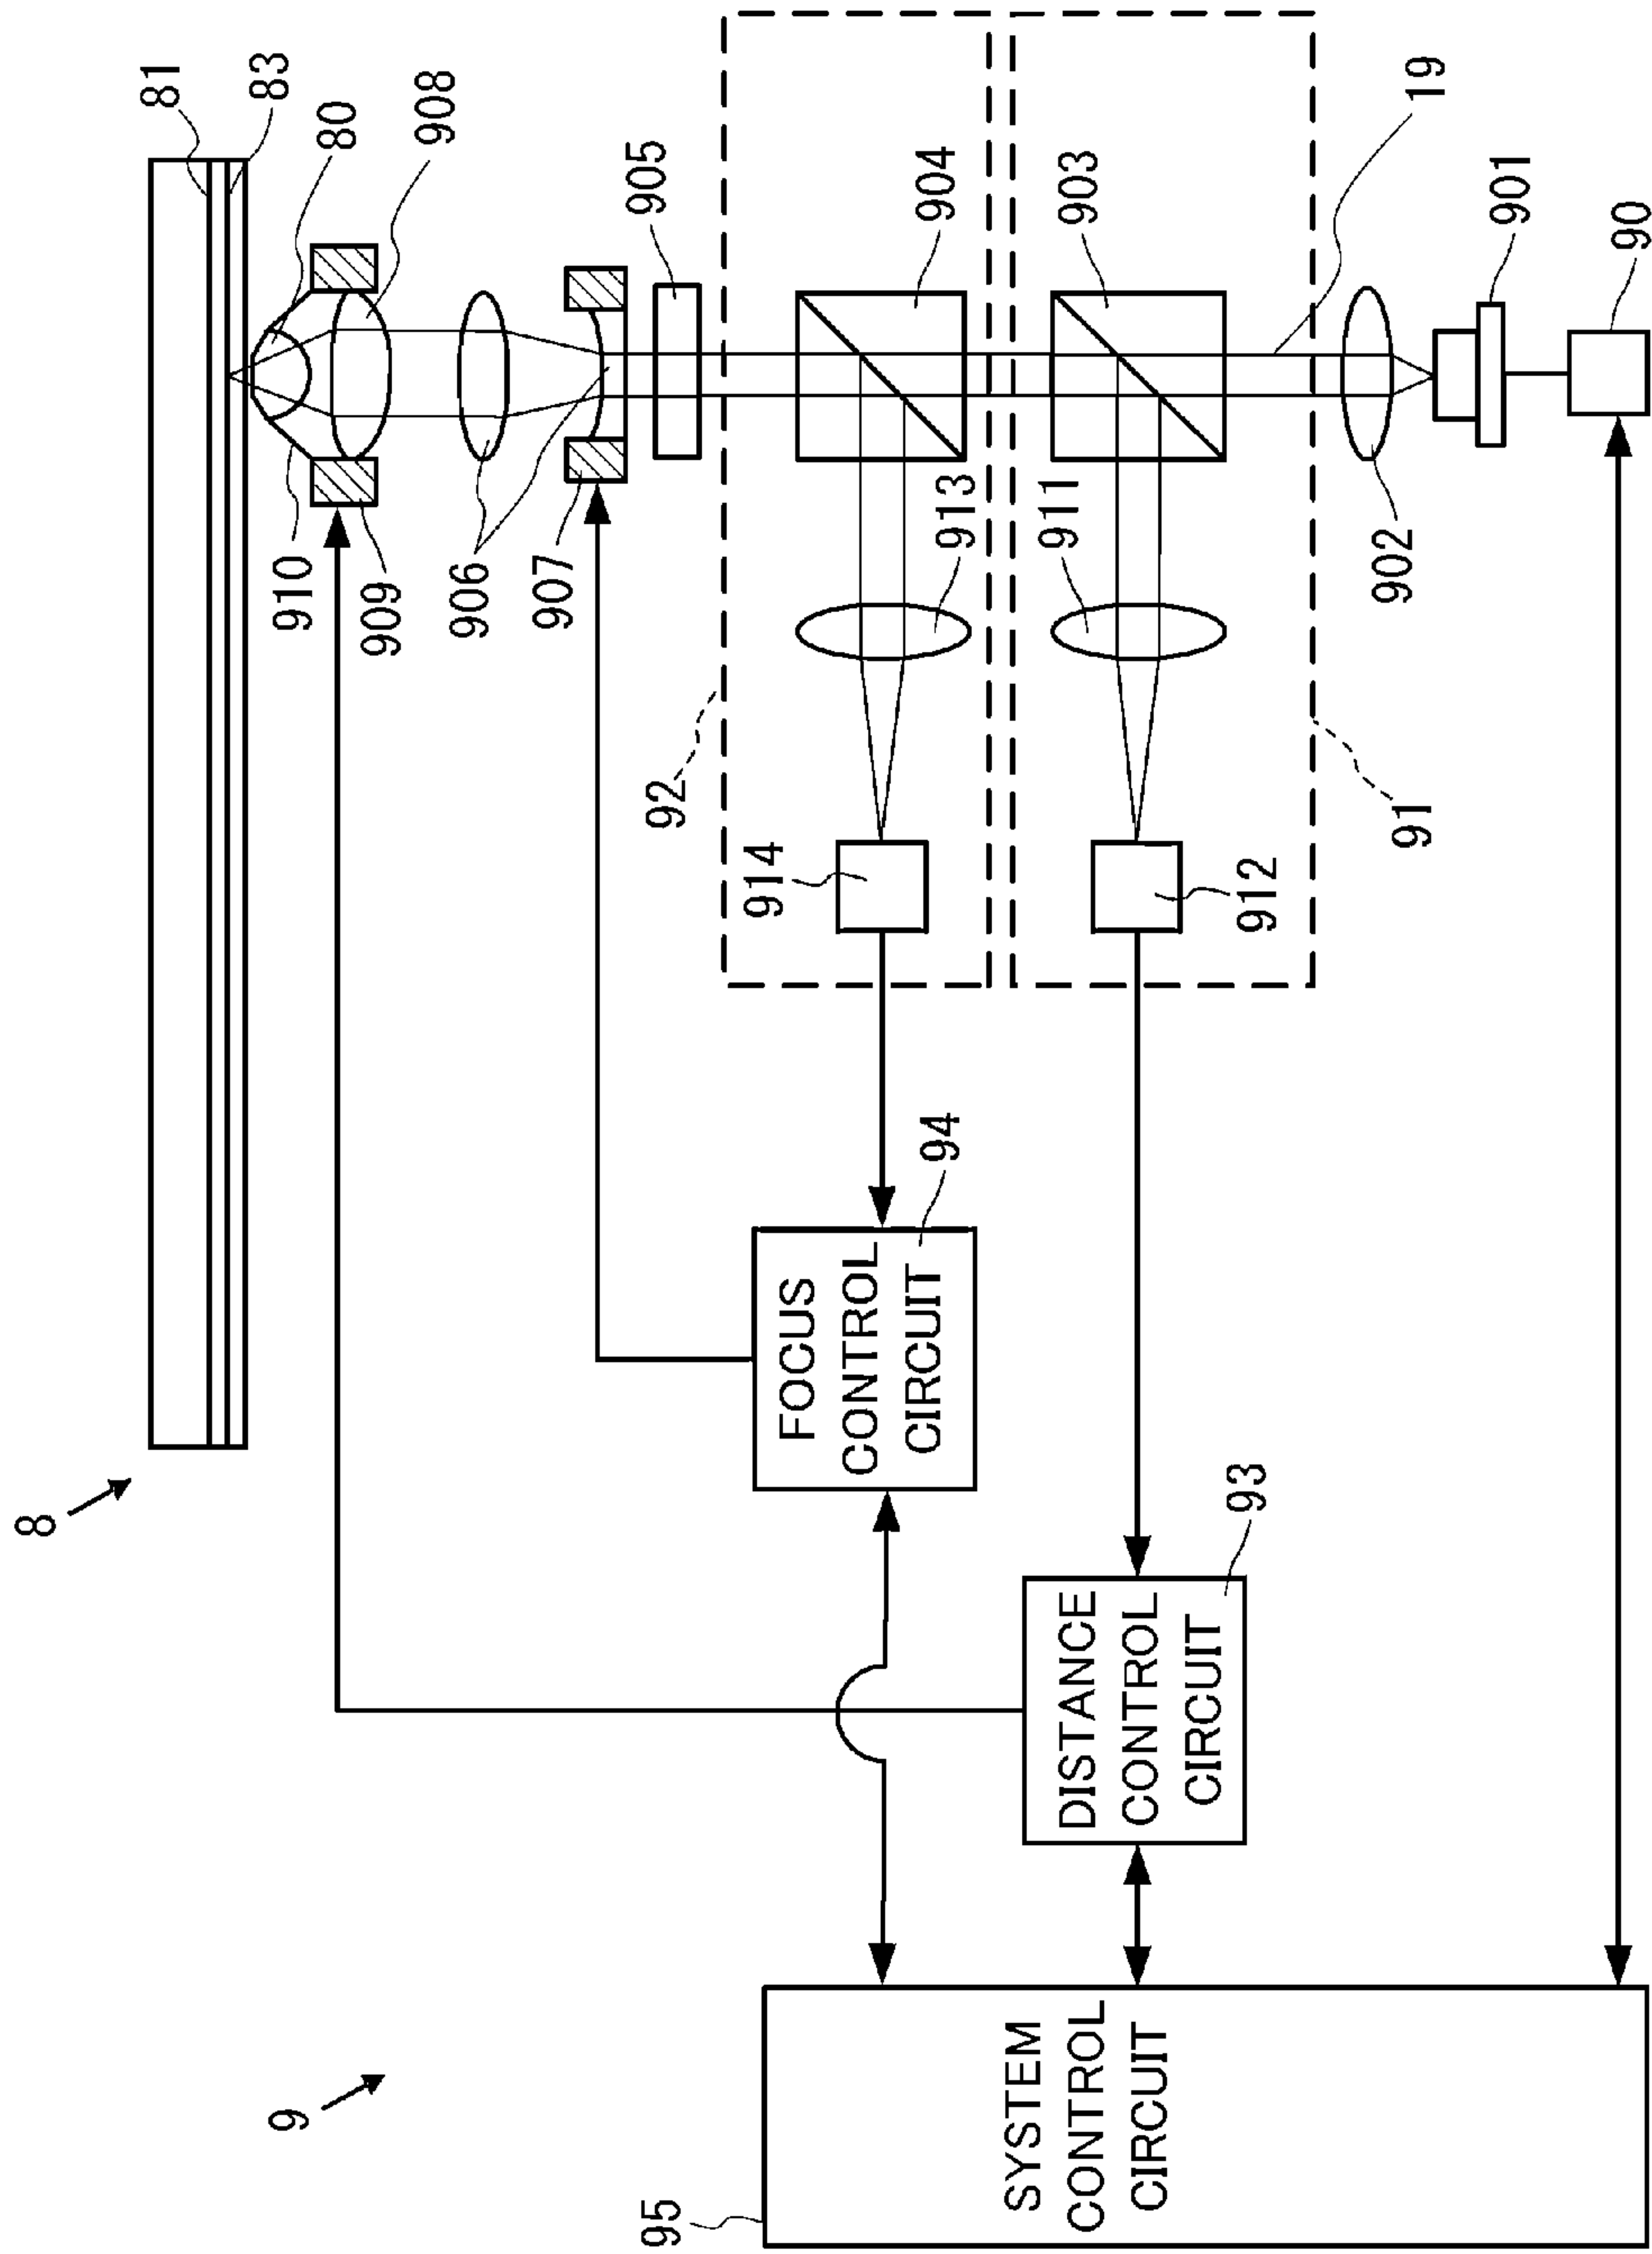 8
81
83
9
910
80
909
908
906
907
905
95
92
914
FOCUS
CONTROL
CIRCUIT
94
913
904
SYSTEM
CONTROL
CIRCUIT
DISTANCE
CONTROL
CIRCUIT
93
911
903
912
902
91
19
901
90